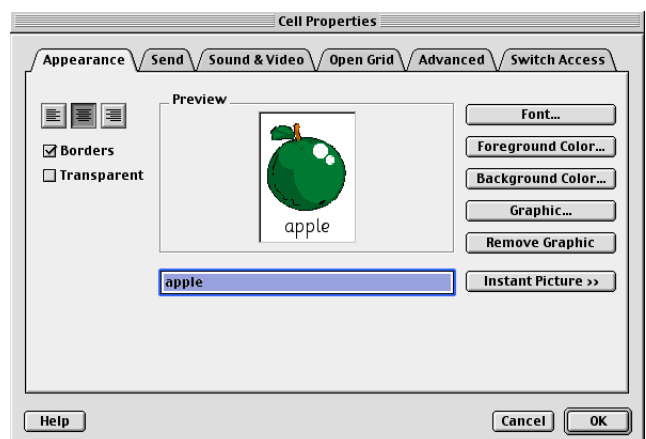 Cell Properties
Appearance Send Sound & Video Open Grid Advanced Switch Access
Preview
Borders
Transparent
apple
Font...
Foreground Color...
Background Color...
Graphic...
Remove Graphic
apple
Instant Picture >>
Help
Cancel
OK